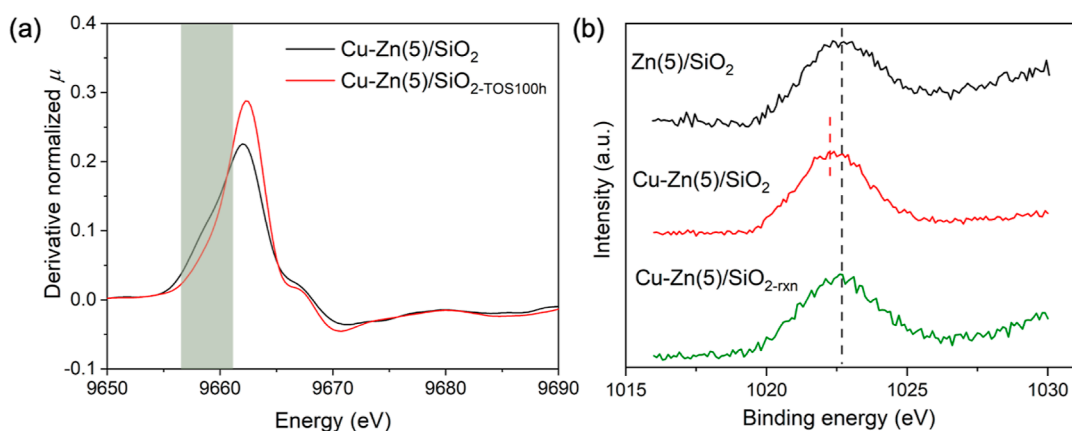 (a)
0.4
0.3
0.2
0.1
0.0
-0.1
Derivative normalized μ
Cu-Zn(5)/SiO₂
Cu-Zn(5)/SiO₂₋TOS100h
9650 9660 9670 9680 9690
Energy (eV)
(b)
Intensity (a.u.)
Zn(5)/SiO₂
Cu-Zn(5)/SiO₂
Cu-Zn(5)/SiO₂₋rxn
1015 1020 1025 1030
Binding energy (eV)